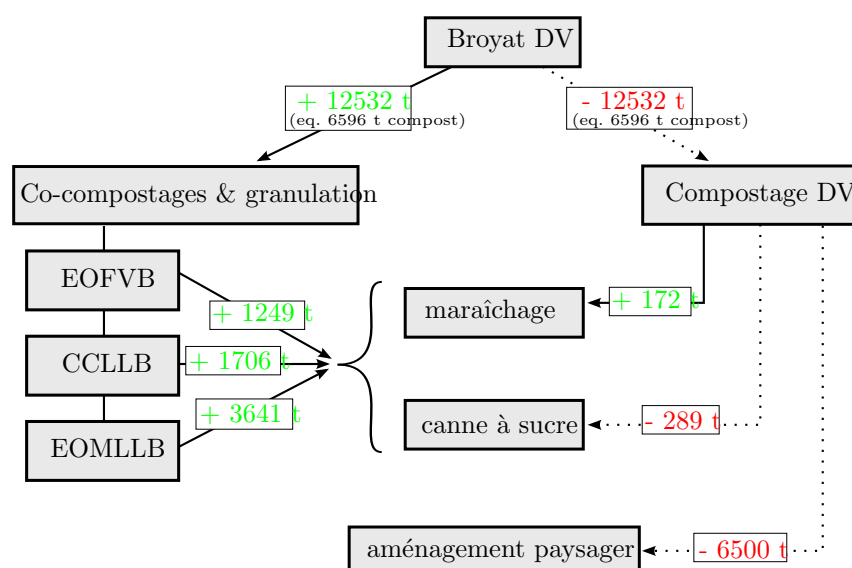 Broyat DV
+ 12532 t
(eq. 6596 t compost)
- 12532 t
(eq. 6596 t compost)
Co-compostages & granulation
Compostage DV
EOFVB
+ 1249 t
maraîchage
+ 172 t
CCLLB
+ 1706 t
+ 3641 t
canne à sucre
- 289 t
EOMLLB
aménagement paysager
- 6500 t